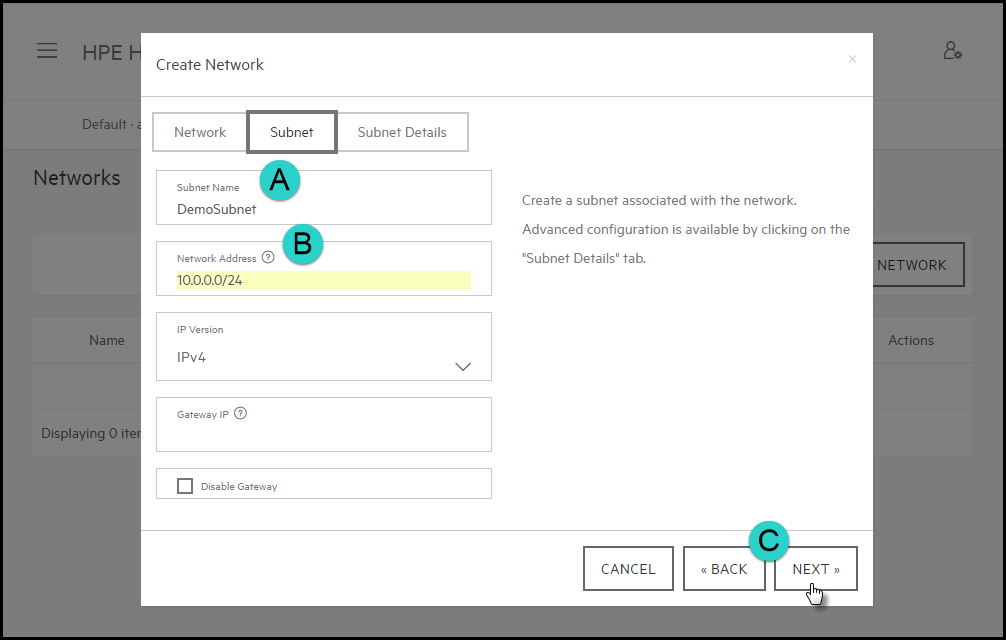 HPE H
Create Network
×
Default · a
Network Subnet Subnet Details
Networks
A
Subnet Name
DemoSubnet
Create a subnet associated with the network.
Advanced configuration is available by clicking on the
"Subnet Details" tab.
B
Network Address ?
10.0.0.0/24
NETWORK
IP Version
IPv4
Name
Actions
Gateway IP ?
Displaying 0 iter
Disable Gateway
C
CANCEL
« BACK
NEXT »